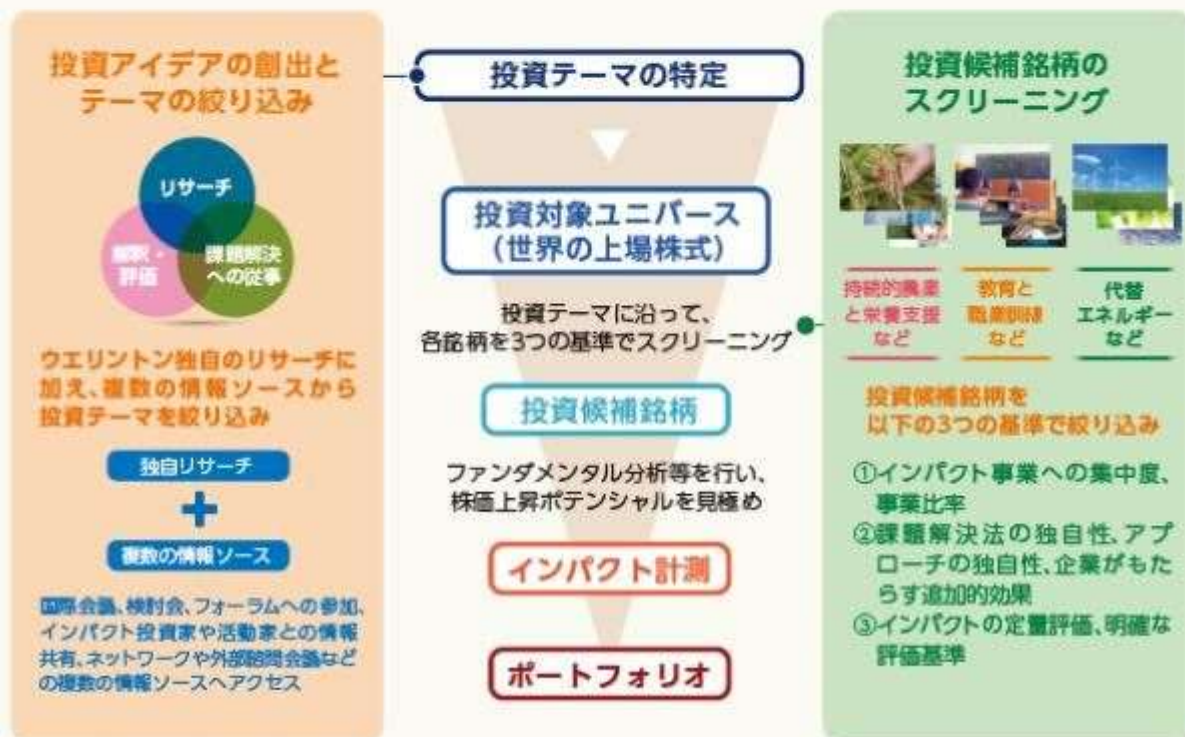 投資アイデアの創出と
テーマの絞り込み
リサーチ
解釈・
評価
課題解決
への従事
ウエリントン独自のリサーチに
加え、複数の情報ソースから
投資テーマを絞り込み
独自リサーチ
+
複数の情報ソース
国際会議、検討会、フォーラムへの参加、
インパクト投資家や活動家との情報
共有、ネットワークや外部諮問会議など
の複数の情報ソースへアクセス
投資テーマの特定
投資対象ユニバース
(世界の上場株式)
投資テーマに沿って、
各銘柄を3つの基準でスクリーニング
投資候補銘柄
ファンダメンタル分析等を行い、
株価上昇ポテンシャルを見極め
インパクト計測
ポートフォリオ
投資候補銘柄の
スクリーニング
持続的農業
と栄養支援
など
教育と
職業訓練
など
代替
エネルギー
など
投資候補銘柄を
以下の3つの基準で絞り込み
①インパクト事業への集中度、
事業比率
②課題解決法の独自性、アプ
ローチの独自性、企業がもた
らす追加的効果
③インパクトの定量評価、明確な
評価基準